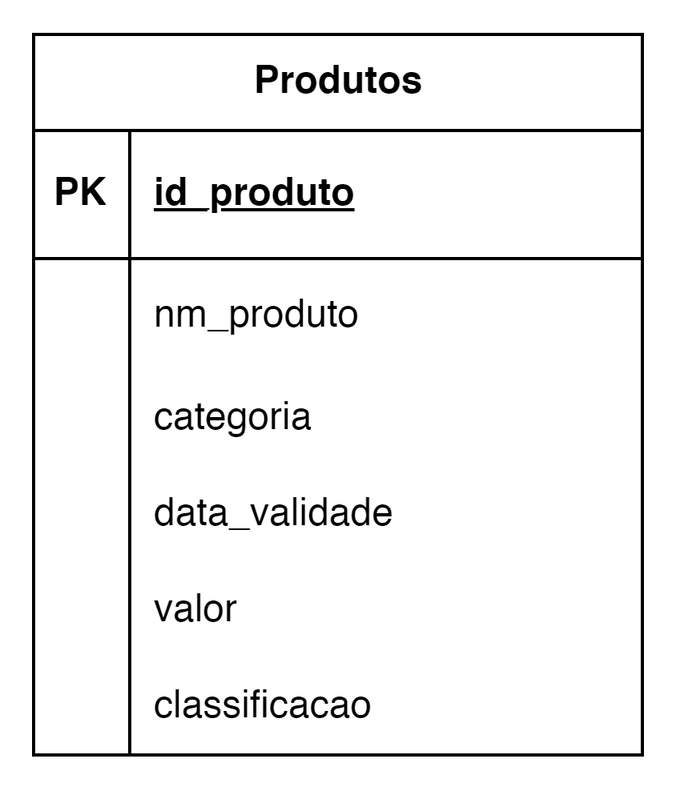 Produtos
PK id_produto
nm_produto
categoria
data_validade
valor
classificacao